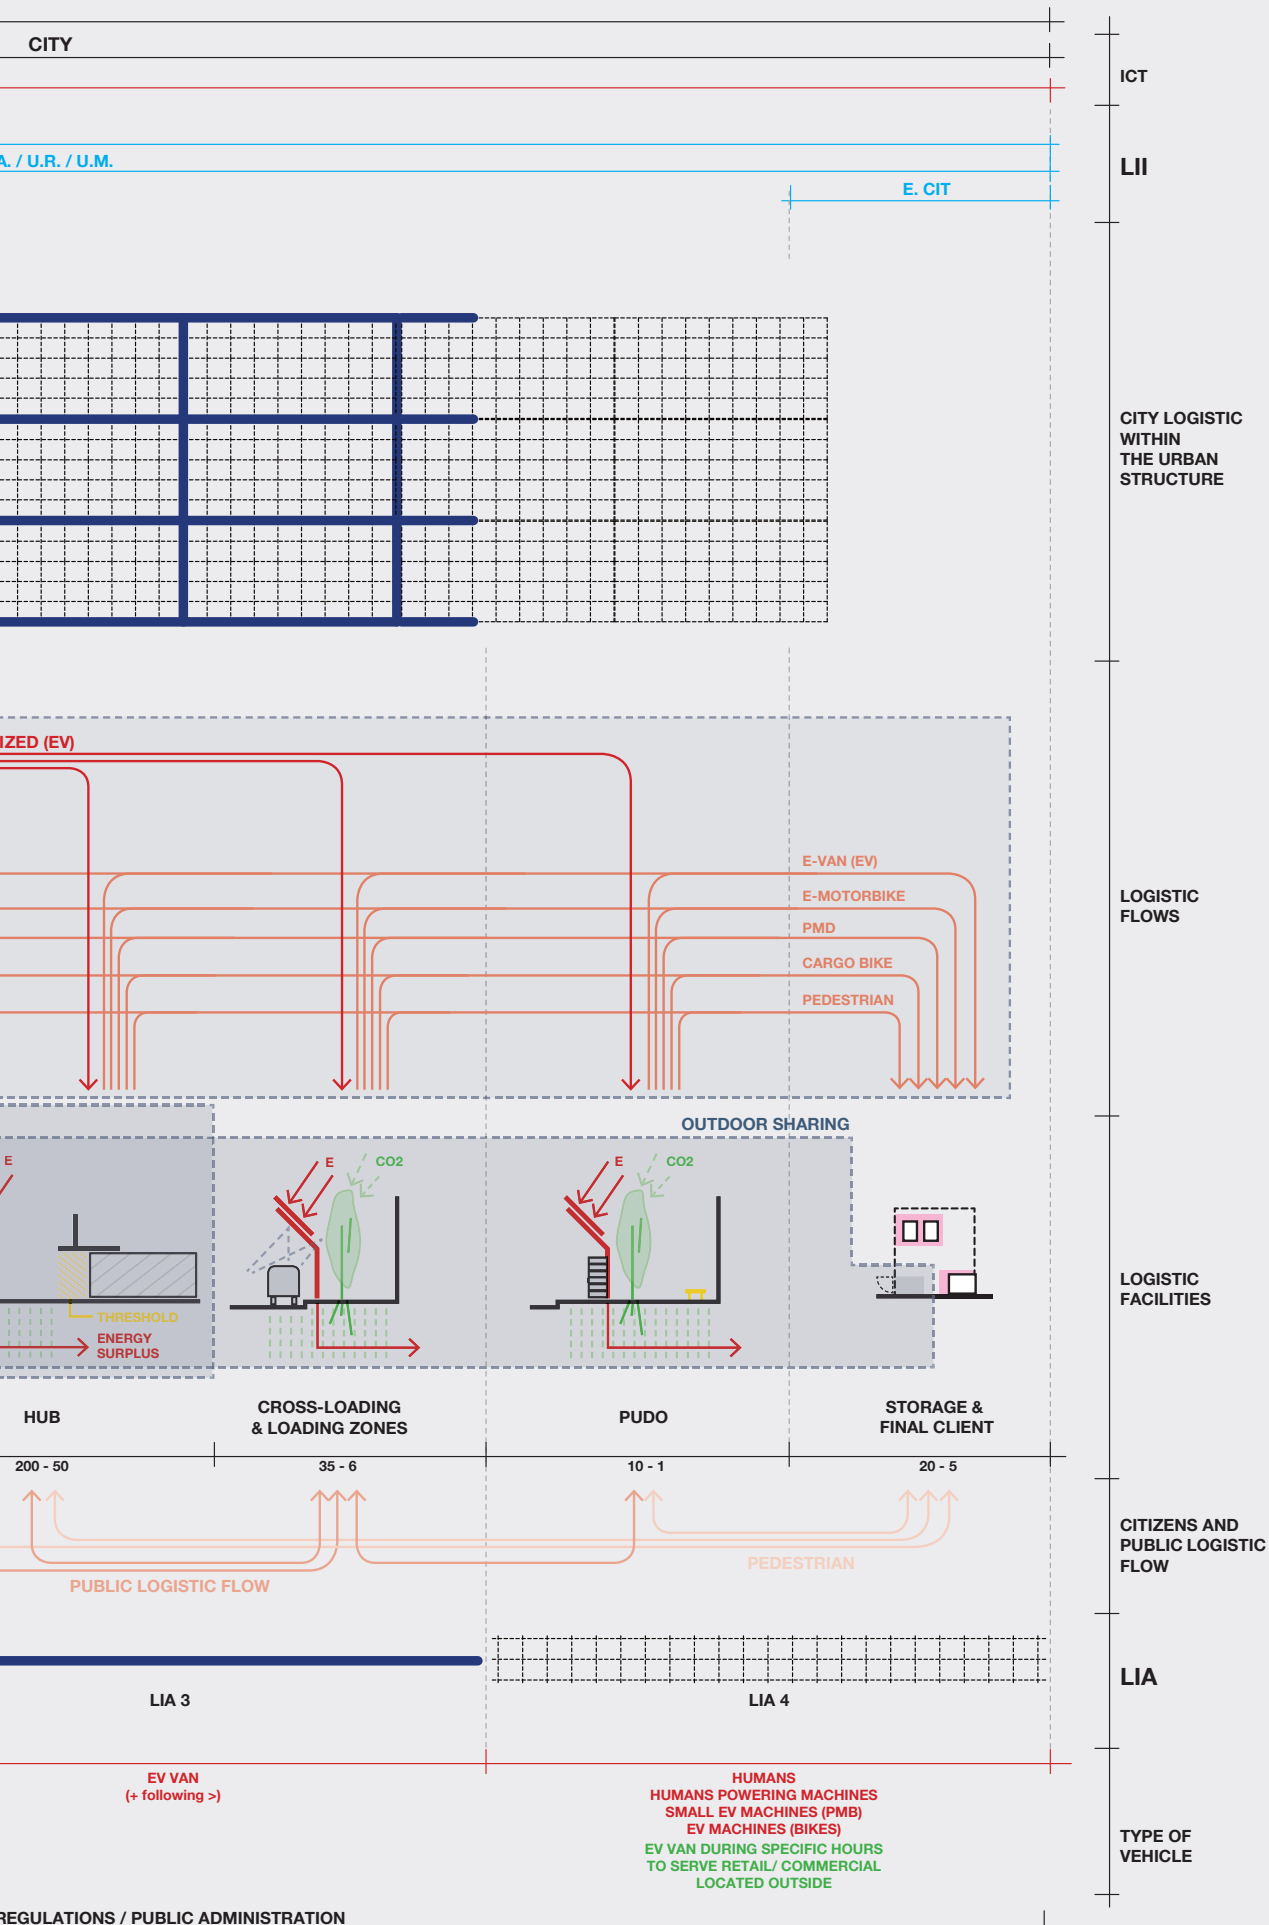 CITY
ICT
A. / U.R. / U.M.
LII
E. CIT
CITY LOGISTIC
WITHIN
THE URBAN
STRUCTURE
IZED (EV)
E-VAN (EV)
E-MOTORBIKE
PMD
CARGO BIKE
PEDESTRIAN
LOGISTIC
FLOWS
OUTDOOR SHARING
E
E
CO2
E
CO2
THRESHOLD
ENERGY
SURPLUS
LOGISTIC
FACILITIES
HUB
CROSS-LOADING
& LOADING ZONES
PUDO
STORAGE &
FINAL CLIENT
200 - 50
35 - 6
10 - 1
20 - 5
CITIZENS AND
PUBLIC LOGISTIC
FLOW
PEDESTRIAN
PUBLIC LOGISTIC FLOW
LIA
LIA 3
LIA 4
EV VAN
(+ following >)
HUMANS
HUMANS POWERING MACHINES
SMALL EV MACHINES (PMB)
EV MACHINES (BIKES)
EV VAN DURING SPECIFIC HOURS
TO SERVE RETAIL/ COMMERCIAL
LOCATED OUTSIDE
TYPE OF
VEHICLE
REGULATIONS / PUBLIC ADMINISTRATION